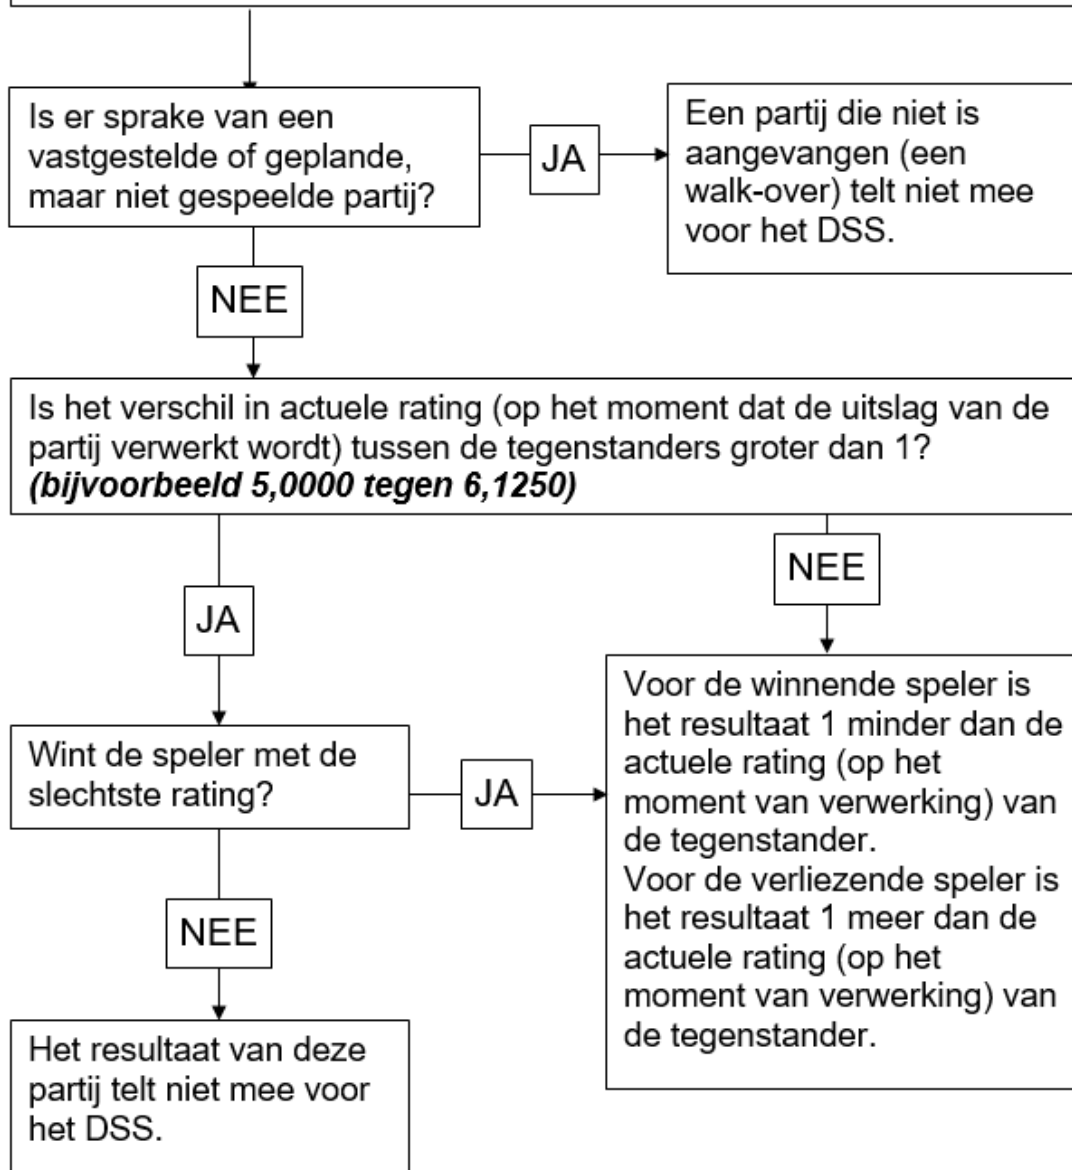 Is er sprake van een
vastgestelde of geplande,
maar niet gespeelde partij?
JA
Een partij die niet is
aangevangen (een
walk-over) telt niet mee
voor het DSS.
NEE
Is het verschil in actuele rating (op het moment dat de uitslag van de
partij verwerkt wordt) tussen de tegenstanders groter dan 1?
(bijvoorbeeld 5,0000 tegen 6,1250)
JA
NEE
Wint de speler met de
slechtste rating?
JA
Voor de winnende speler is
het resultaat 1 minder dan de
actuele rating (op het
moment van verwerking) van
de tegenstander.
Voor de verliezende speler is
het resultaat 1 meer dan de
actuele rating (op het
moment van verwerking) van
de tegenstander.
NEE
Het resultaat van deze
partij telt niet mee voor
het DSS.